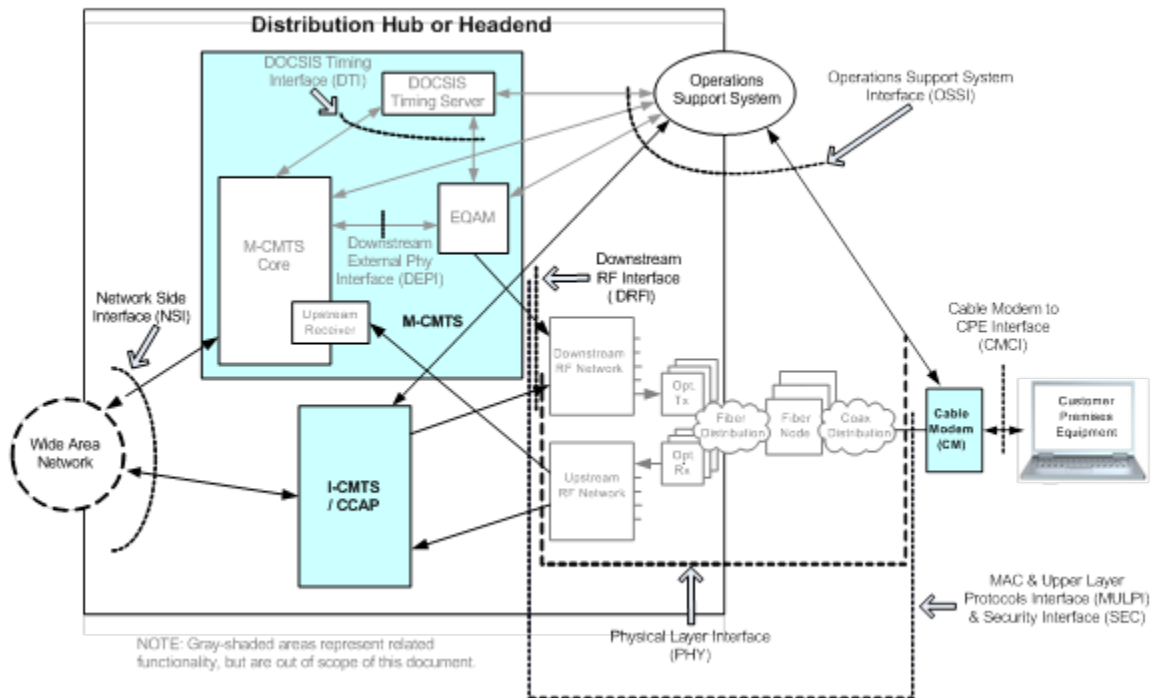 Distribution Hub or Headend
DOCSIS Timing
Interface (DTI)
DOCSIS
Timing Server
Operations
Support System
Operations Support System
Interface (OSSI)
M-CMTS
Core
EQAM
Downstream
External Phy
Interface (DEPI)
Upstream
Receiver
M-CMTS
Network Side
Interface (NSI)
Downstream
RF Interface
(DRFI)
Cable Modem to
CPE Interface
(CMCI)
Downstream
RF Network
Opt.
Tx
Fiber
Distribution
Fiber
Node
Coax
Distribution
Cable
Modem
(CM)
Customer
Premises
Equipment
Wide Area
Network
I-CMTS
/ CCAP
Upstream
RF Network
Opt.
Rx
MAC & Upper Layer
Protocols Interface (MULPI)
& Security Interface (SEC)
Physical Layer Interface
(PHY)
NOTE: Gray-shaded areas represent related
functionality, but are out of scope of this document.